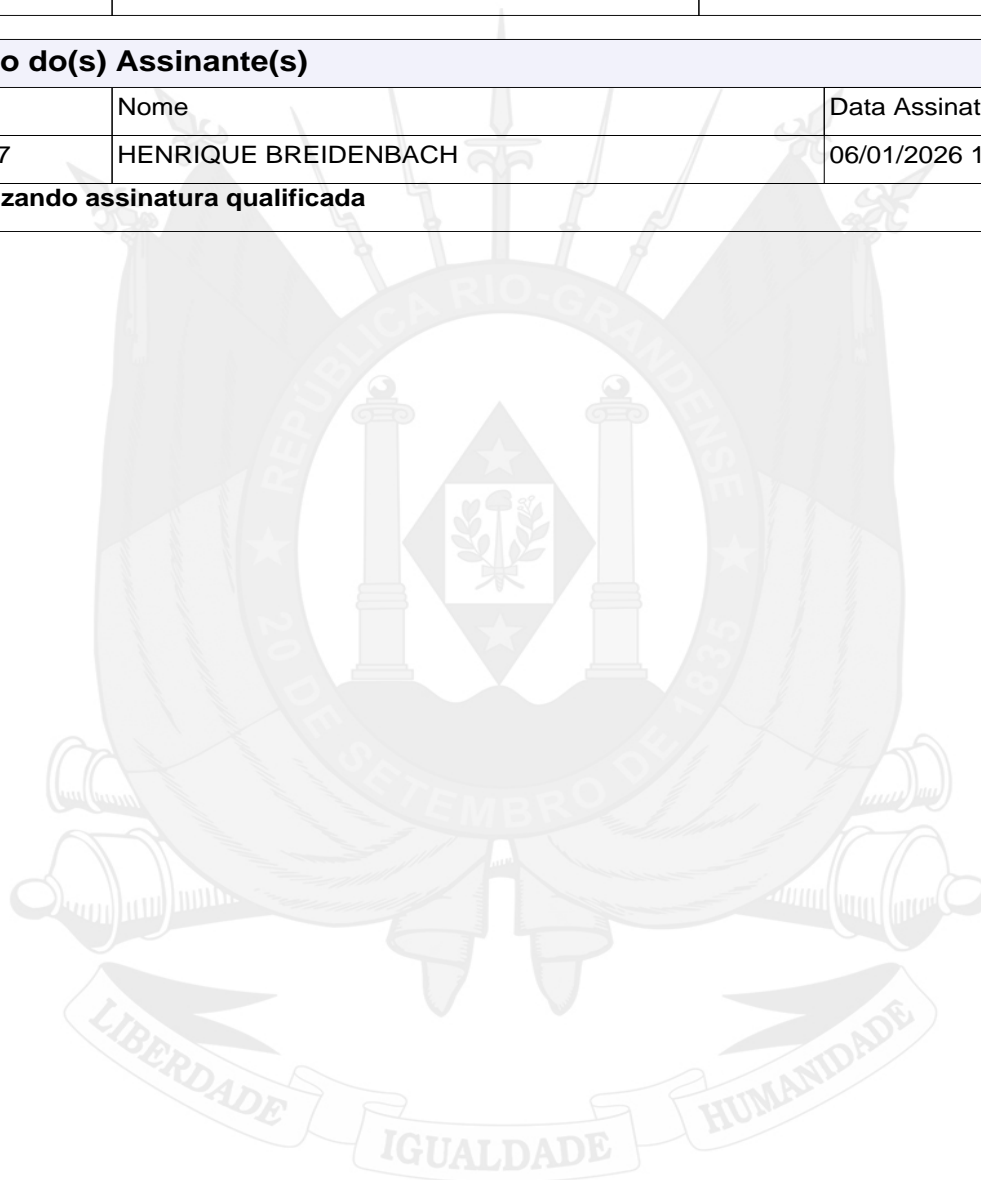 o do(s) Assinante(s)
Nome
Data Assinat
7
HENRIQUE BREIDENBACH
06/01/2026 1
zando assinatura qualificada
REPÚBLICA RIO-GRANDENSE
★ 20 DE SETEMBRO DE 1835 ★
LIBERDADE
IGUALDADE
HUMANIDADE